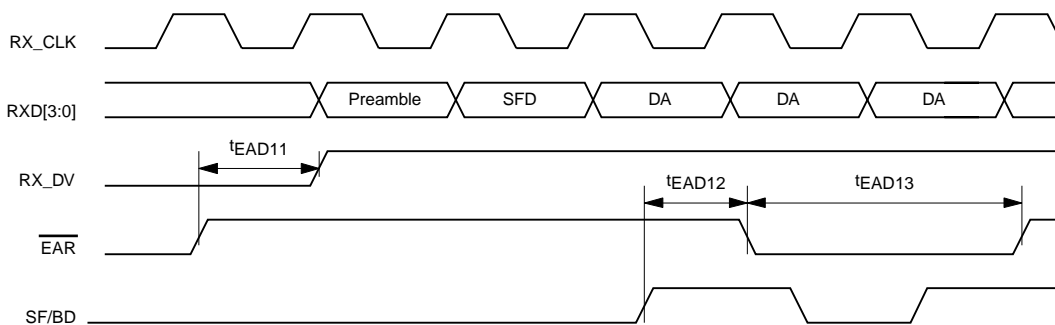 RX_CLK
RXD[3:0]
Preamble
SFD
DA
DA
DA
tEAD11
RX_DV
tEAD12
tEAD13
EAR
SF/BD